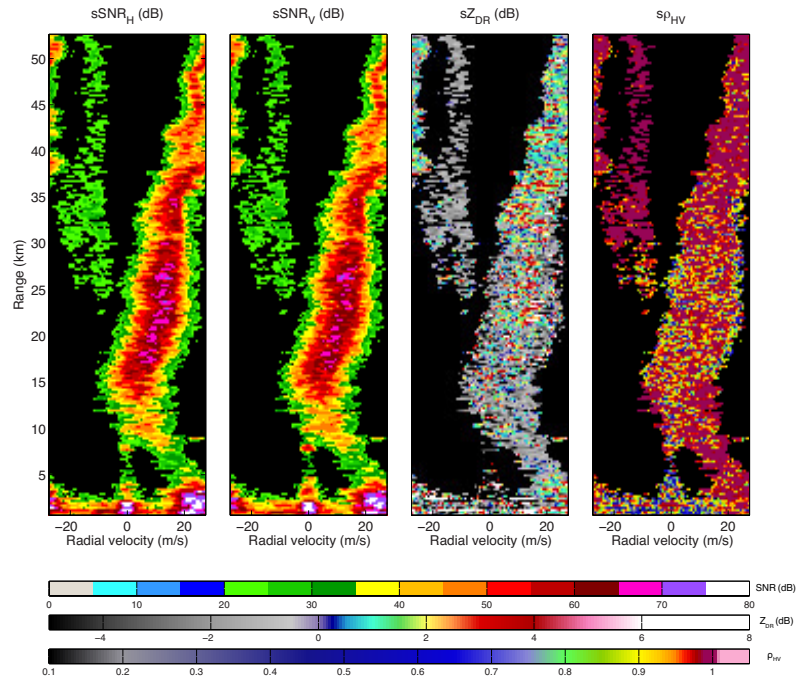 sSNR_H (dB) sSNR_V (dB) sZ_DR (dB) sρ_HV
50
45
40
35
30
25
20
15
10
5
Range (km)
−20 0 20 −20 0 20 −20 0 20 −20 0 20
Radial velocity (m/s) Radial velocity (m/s) Radial velocity (m/s) Radial velocity (m/s)
SNR (dB)
0 10 20 30 40 50 60 70 80
Z_DR (dB)
−4 −2 0 2 4 6 8
ρ_HV
0.1 0.2 0.3 0.4 0.5 0.6 0.7 0.8 0.9 1